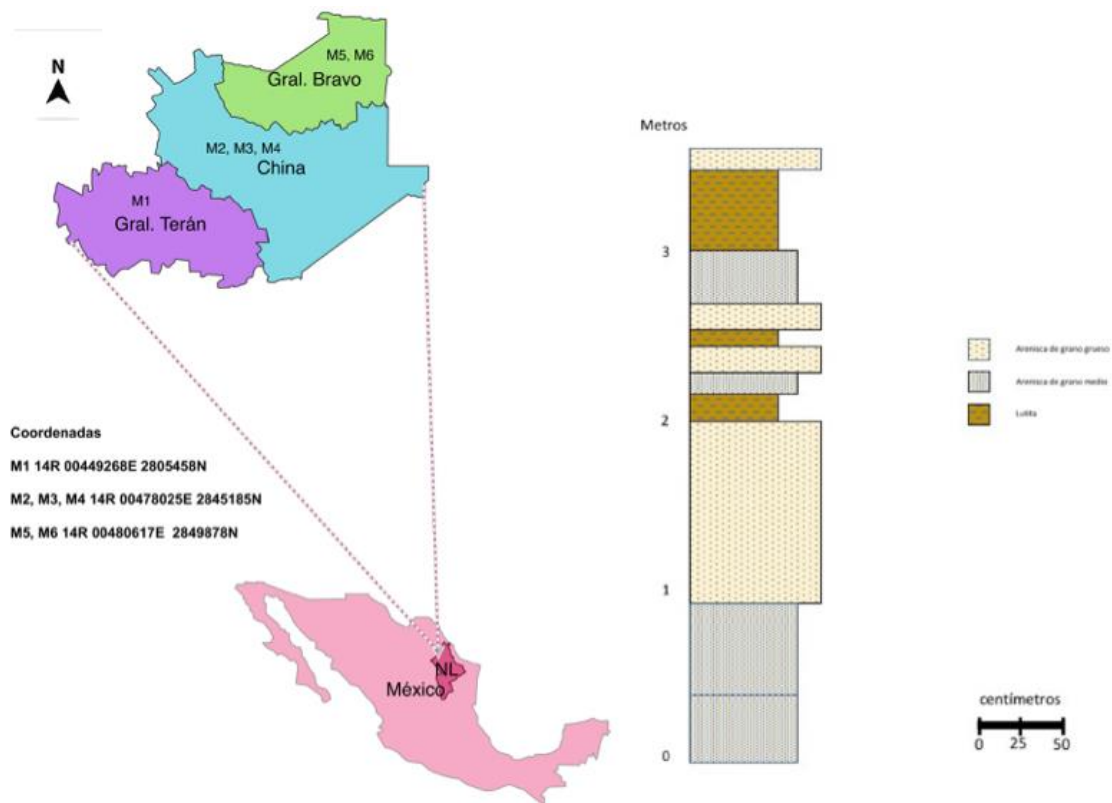 N
M5, M6
Gral. Bravo
M2, M3, M4
China
M1
Gral. Terán
Coordenadas
M1 14R 00449268E 2805458N
M2, M3, M4 14R 00478025E 2845185N
M5, M6 14R 00480617E 2849878N
NL
México
Metros
3
2
1
0
Arenisca de grano grueso
Arenisca de grano medio
Lutita
centímetros
0 25 50